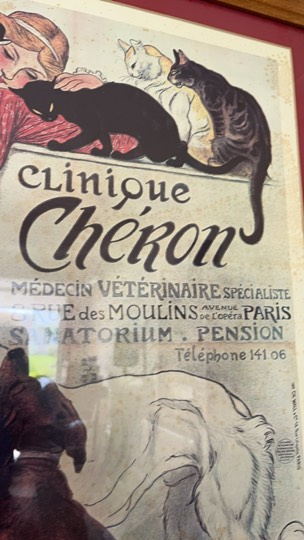 CLINIQUE
CHÉRON
MÉDECIN VÉTÉRINAIRE SPÉCIALISTE
RUE des MOULINS AVENUE DE L'OPÉRA PARIS
SANATORIUM . PENSION
Téléphone 141.06